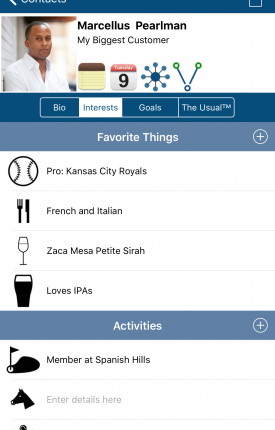 Contacts
Marcellus Pearlman
My Biggest Customer
Tuesday
9
Bio Interests Goals The Usual™
Favorite Things
Pro: Kansas City Royals
French and Italian
Zaca Mesa Petite Sirah
Loves IPAs
Activities
Member at Spanish Hills
Enter details here